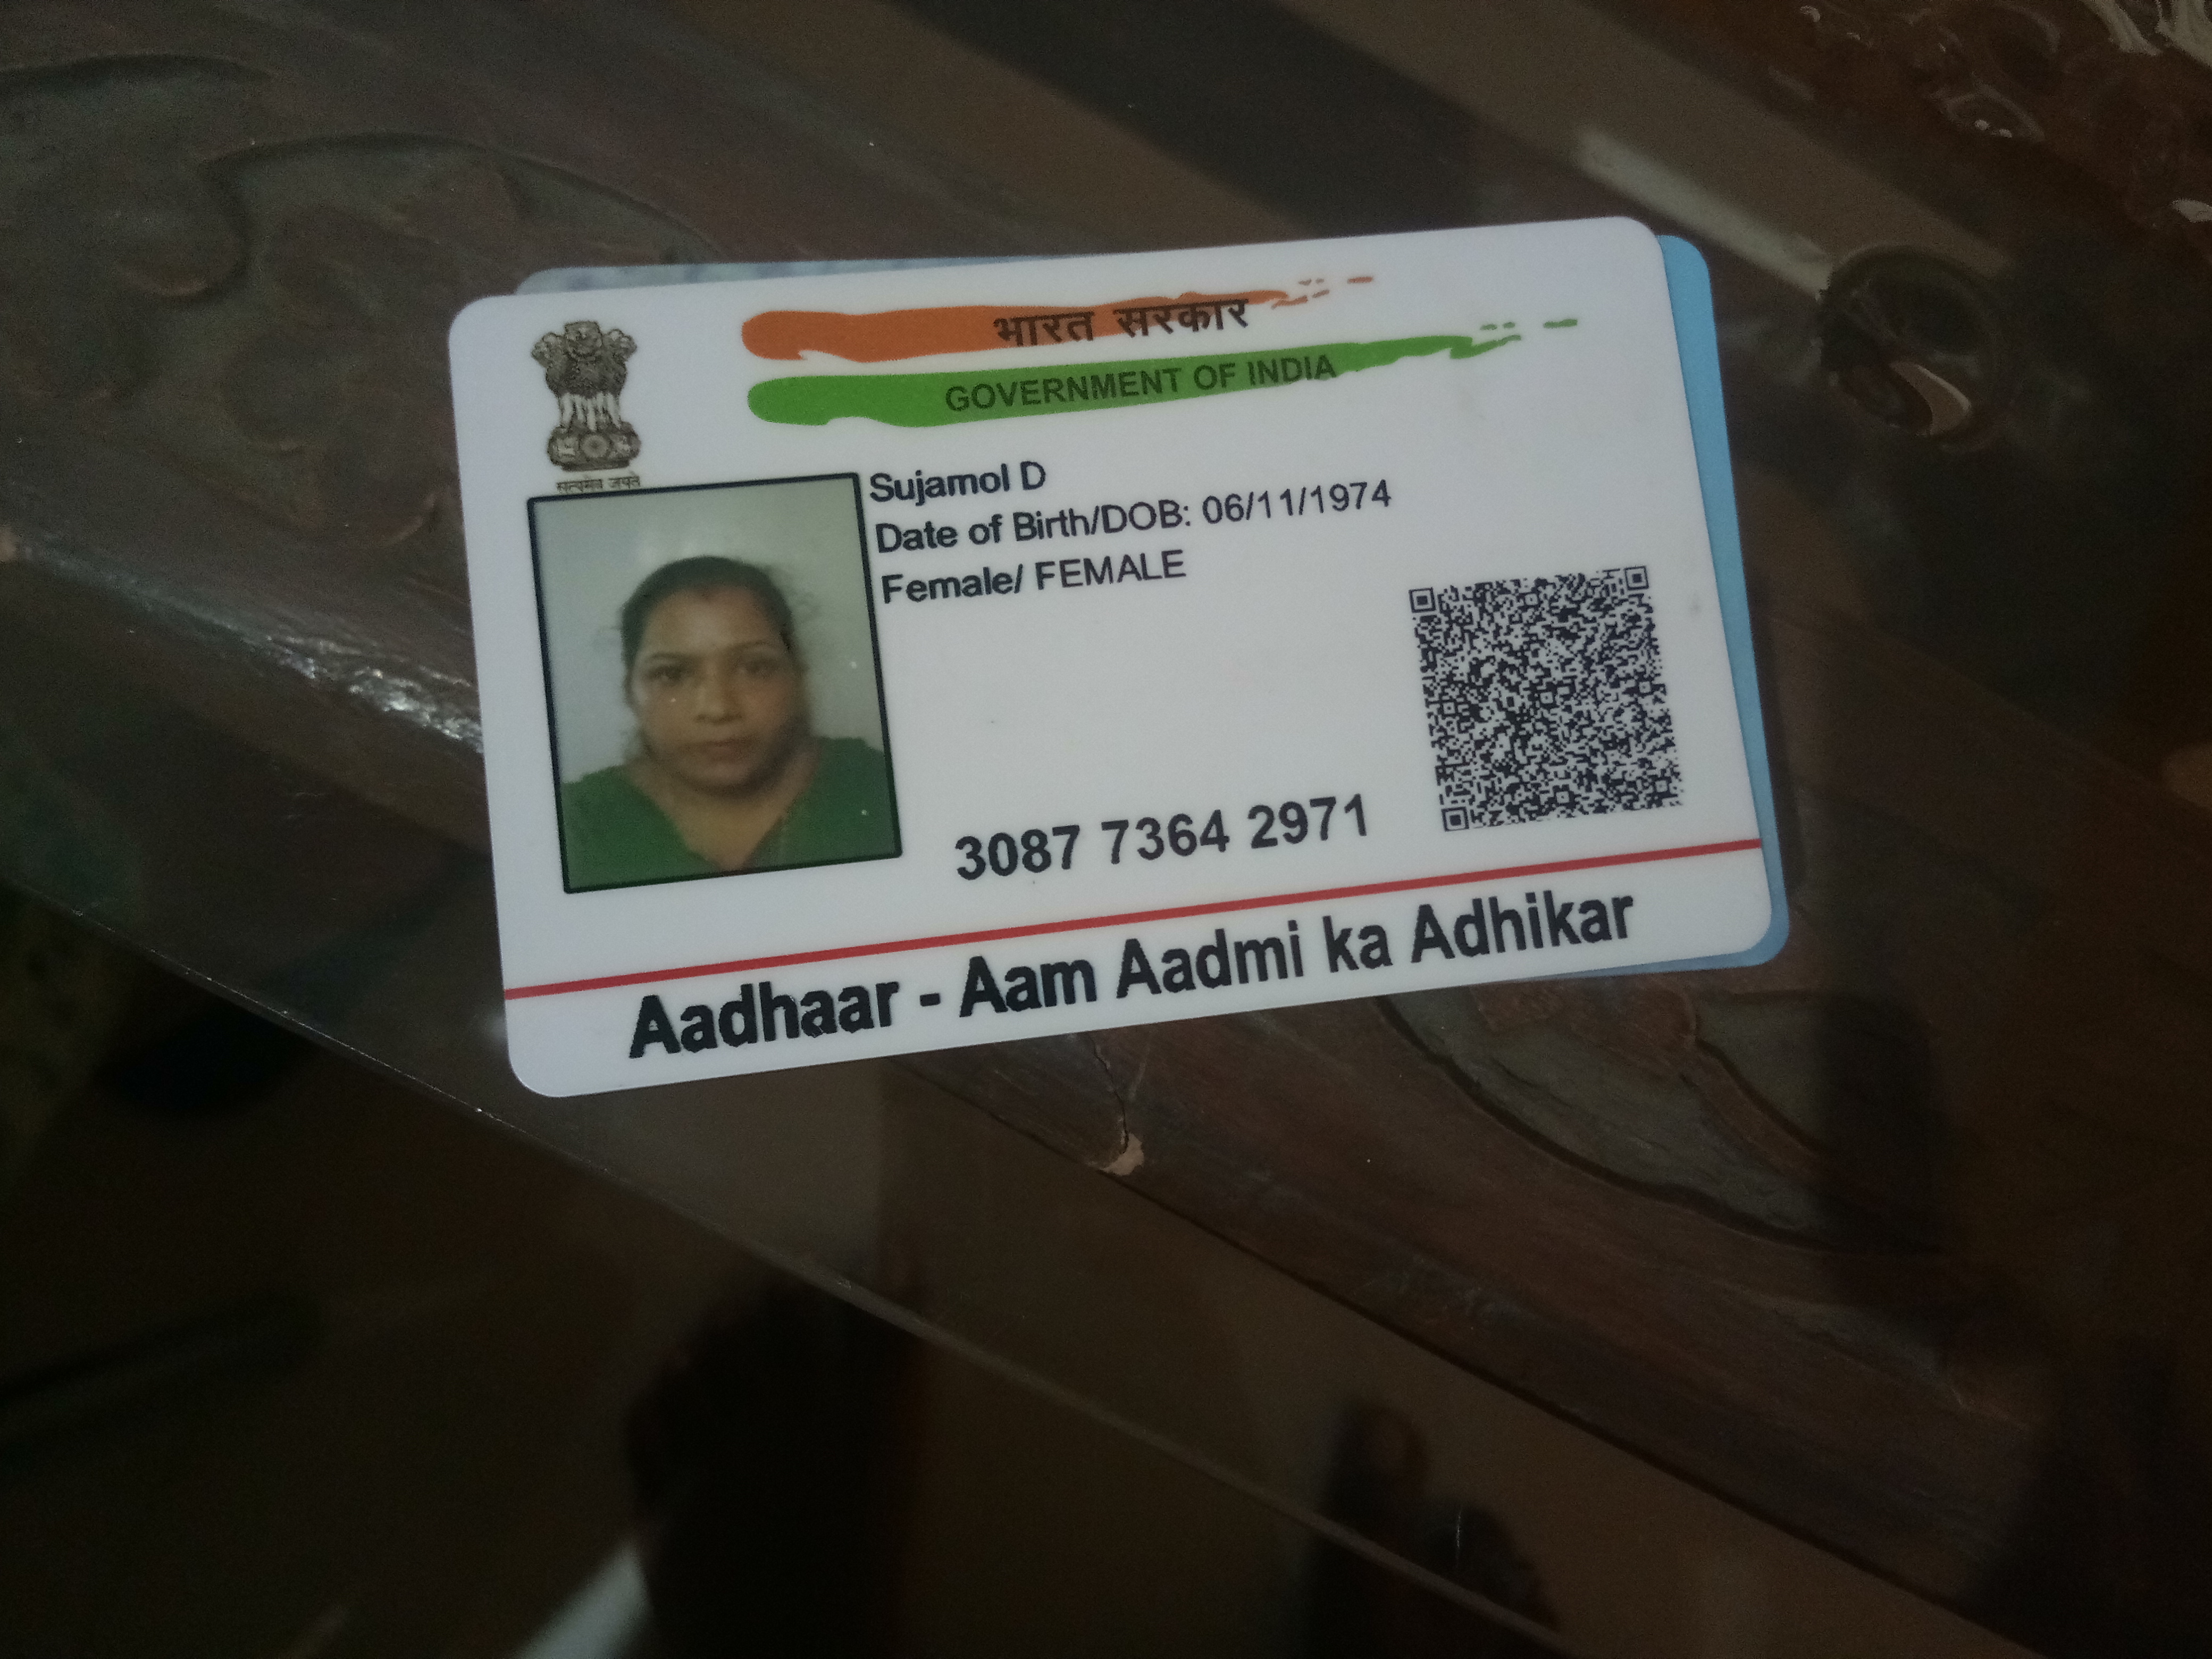 भारत सरकार
GOVERNMENT OF INDIA
सत्यमेव जयते
Sujamol D
Date of Birth/DOB: 06/11/1974
Female/ FEMALE
3087 7364 2971
Aadhaar - Aam Aadmi ka Adhikar